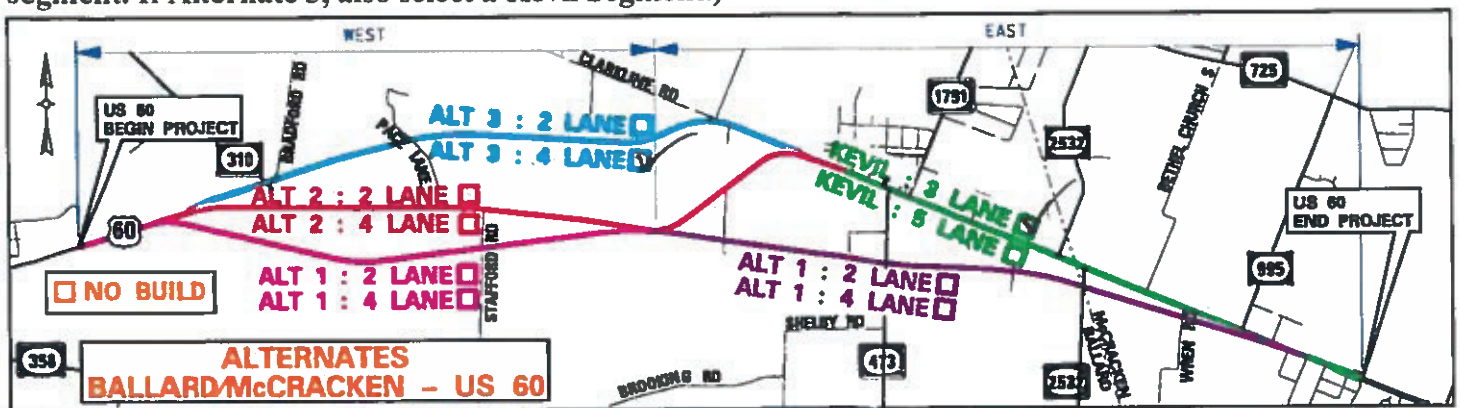 segment. If Alternate 3, also select a Kevil Segment.)
WEST
EAST
CLARKLINE RD
725
US 60
BEGIN PROJECT
BRADFORD RD
310
PACE LANE
ALT 3 : 2 LANE
ALT 3 : 4 LANE
1791
2532
BETHEL CHURCH
KEVIL : 3 LANE
KEVIL : 5 LANE
US 60
END PROJECT
60
ALT 2 : 2 LANE
ALT 2 : 4 LANE
STAFFORD RD
ALT 1 : 2 LANE
ALT 1 : 4 LANE
ALT 1 : 2 LANE
ALT 1 : 4 LANE
995
NO BUILD
SHELBY RD
McCRACKEN
BALLARD
358
ALTERNATES
BALLARD/McCRACKEN - US 60
BROOKING RD
473
2532